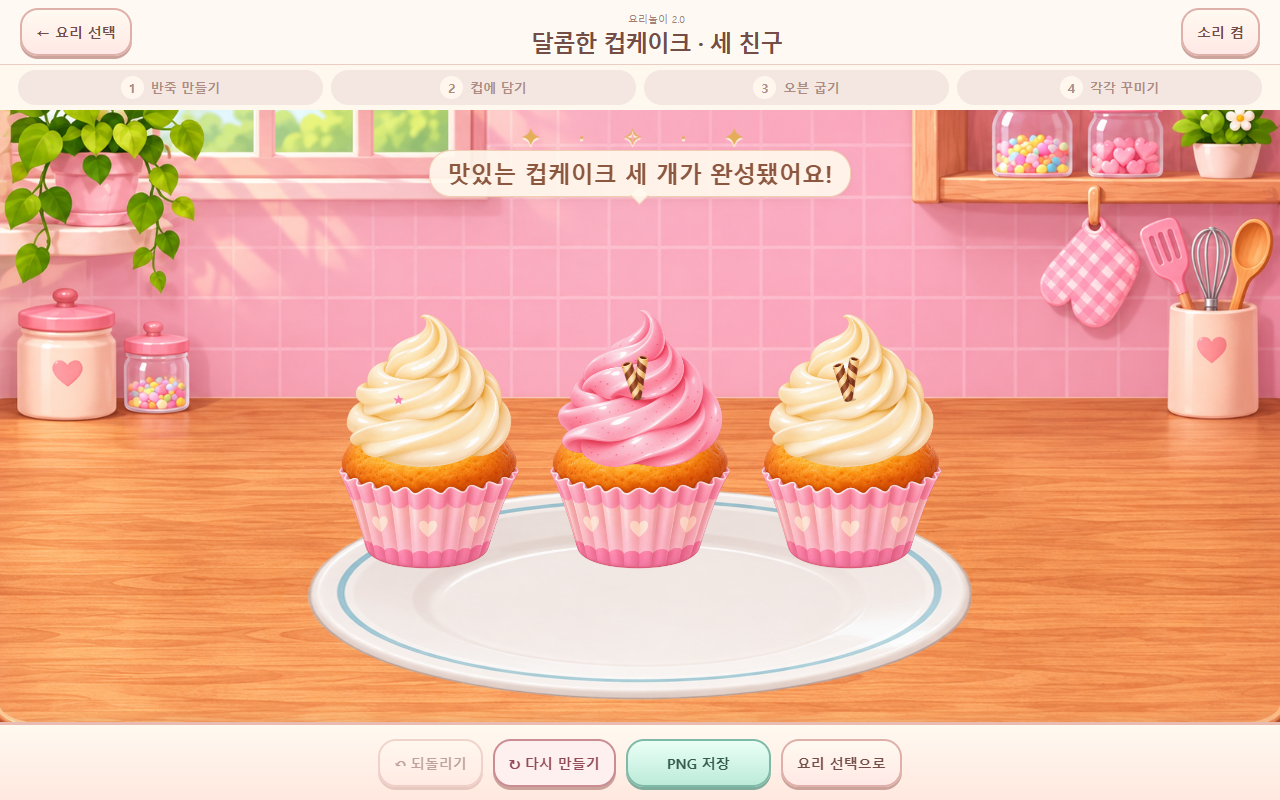 ← 요리 선택
요리놀이 2.0
달콤한 컵케이크 · 세 친구
소리 켬
1 반죽 만들기
2 컵에 담기
3 오븐 굽기
4 각각 꾸미기
맛있는 컵케이크 세 개가 완성됐어요!
↶ 되돌리기
↻ 다시 만들기
PNG 저장
요리 선택으로